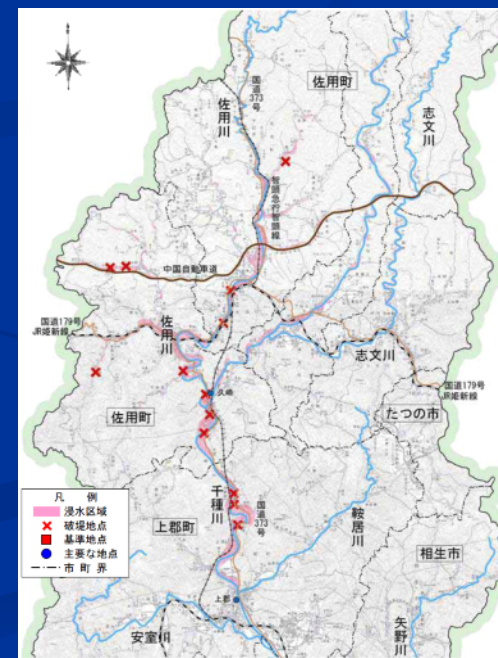 国道373号
佐用町
佐用川
志文川
智頭急行智頭線
中国自動車道
国道179号
JR姫新線
佐用川
志文川
久崎
国道179号
JR姫新線
佐用町
たつの市
凡 例
浸水区域
破堤地点
基準地点
主要な地点
市町界
千種川
国道373号
鞍居川
上郡町
相生市
上郡
安室川
矢野川